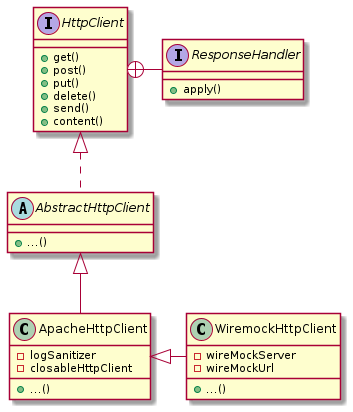 I HttpClient
get()
post()
put()
delete()
send()
content()
I ResponseHandler
apply()
A AbstractHttpClient
...()
C ApacheHttpClient
logSanitizer
closableHttpClient
...()
C WiremockHttpClient
wireMockServer
wireMockUrl
...()